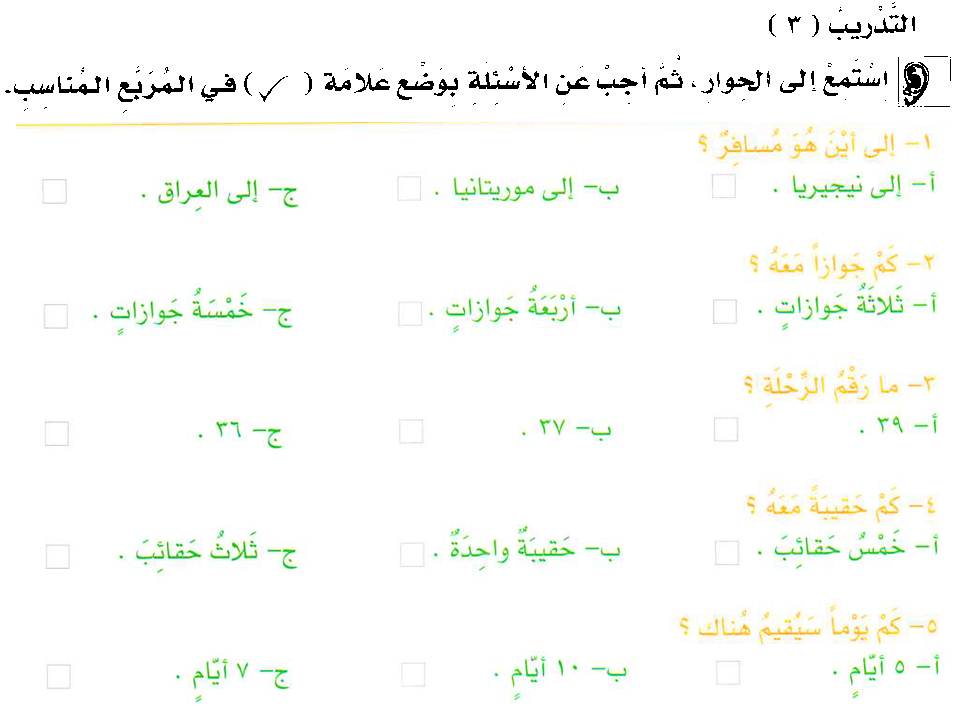 التَّدْريبُ ( ٣ )
اسْتَمِعْ إلى الحِوارِ، ثُمَّ أجِبْ عَنِ الأسْئِلَةِ بِوَضْعِ عَلامَة ( ✓ ) في المُرَبَّعِ المُناسِبِ.
١– إلى أيْنَ هُوَ مُسافِرٌ ؟
أ– إلى نيجيريا . ب– إلى موريتانيا . ج– إلى العِراق .
٢– كَمْ جَوازاً مَعَهُ ؟
أ– ثَلاثَةُ جَوازاتٍ . ب– أرْبَعَةُ جَوازاتٍ . ج– خَمْسَةُ جَوازاتٍ .
٣– ما رَقْمُ الرِّحْلَةِ ؟
أ– ٣٩ . ب– ٣٧ . ج– ٣٦ .
٤– كَمْ حَقيبَةً مَعَهُ ؟
أ– خَمْسُ حَقائِبَ . ب– حَقيبَةٌ واحِدَةٌ . ج– ثَلاثُ حَقائِبَ .
٥– كَمْ يَوْماً سَيُقيمُ هُناك ؟
أ– ٥ أيّامٍ . ب– ١٠ أيّامٍ . ج– ٧ أيّامٍ .